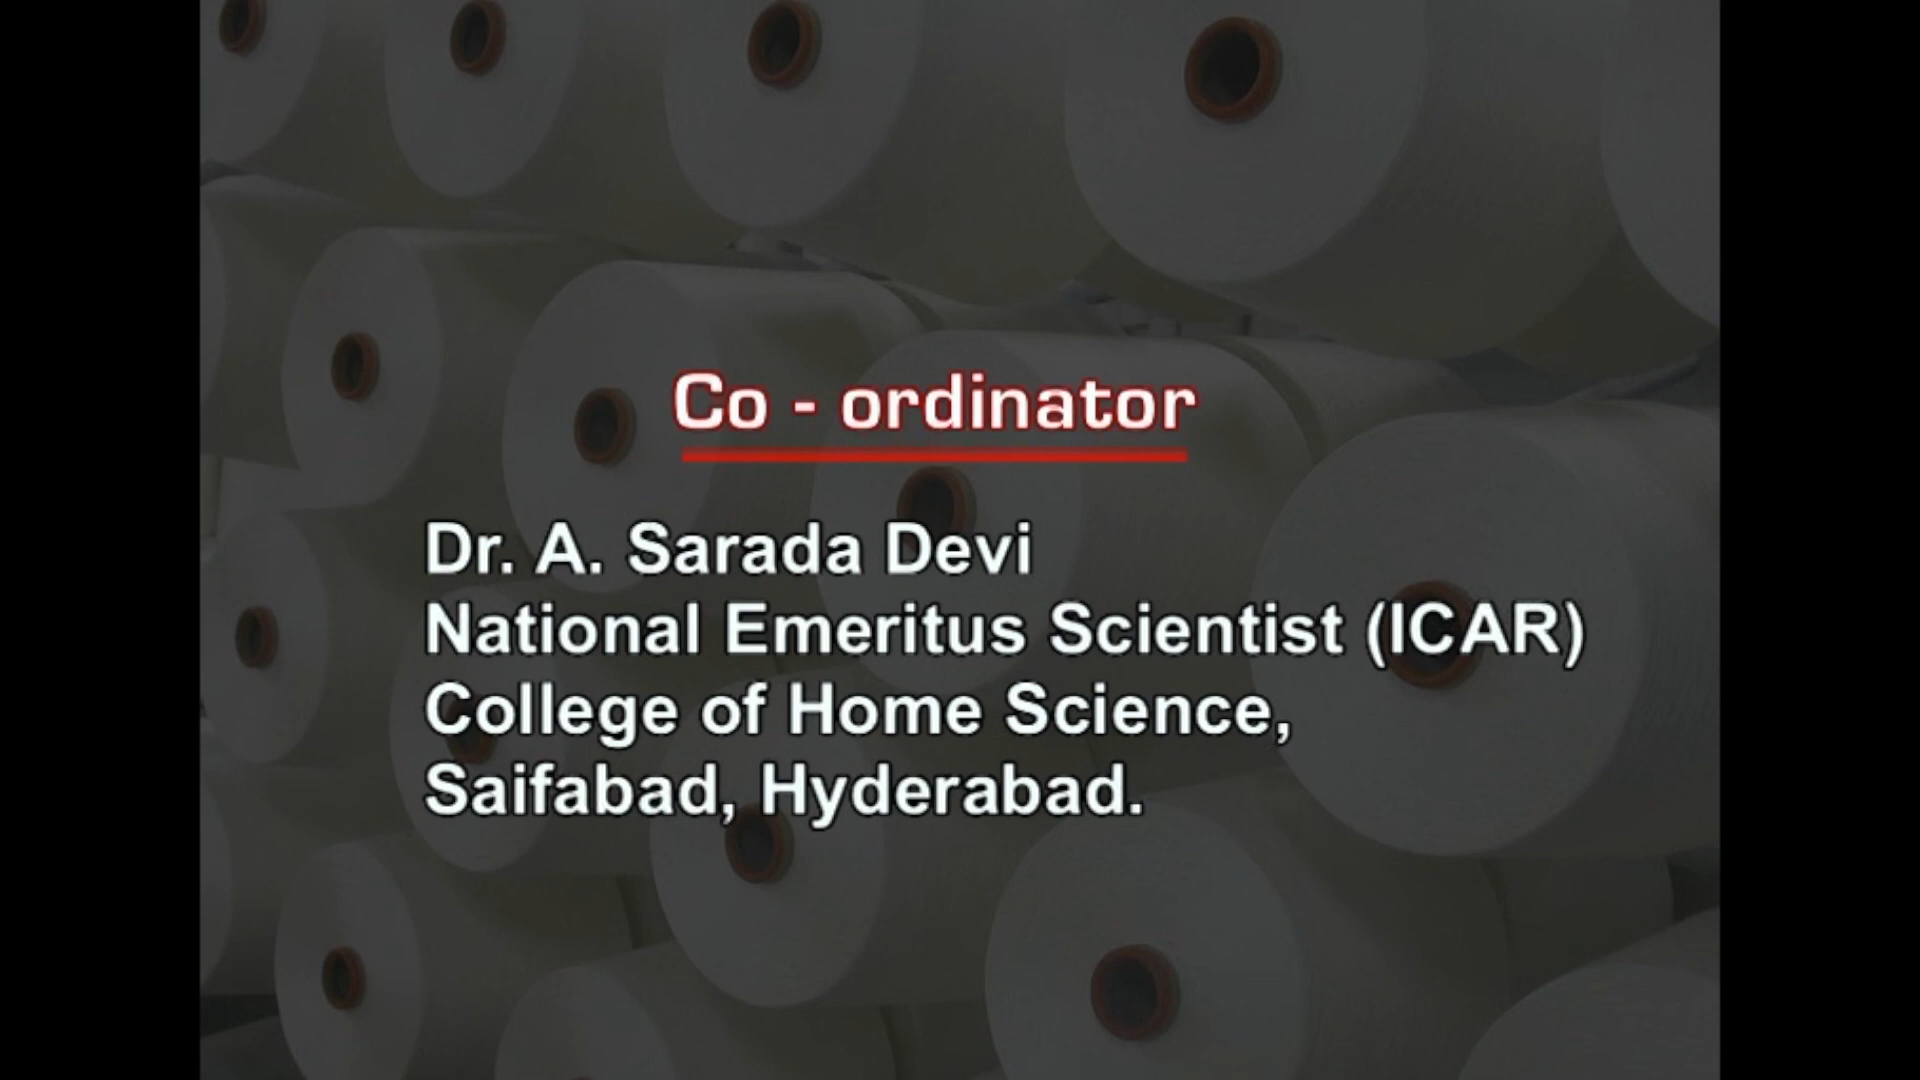 Co - ordinator
Dr. A. Sarada Devi
National Emeritus Scientist (ICAR)
College of Home Science,
Saifabad, Hyderabad.